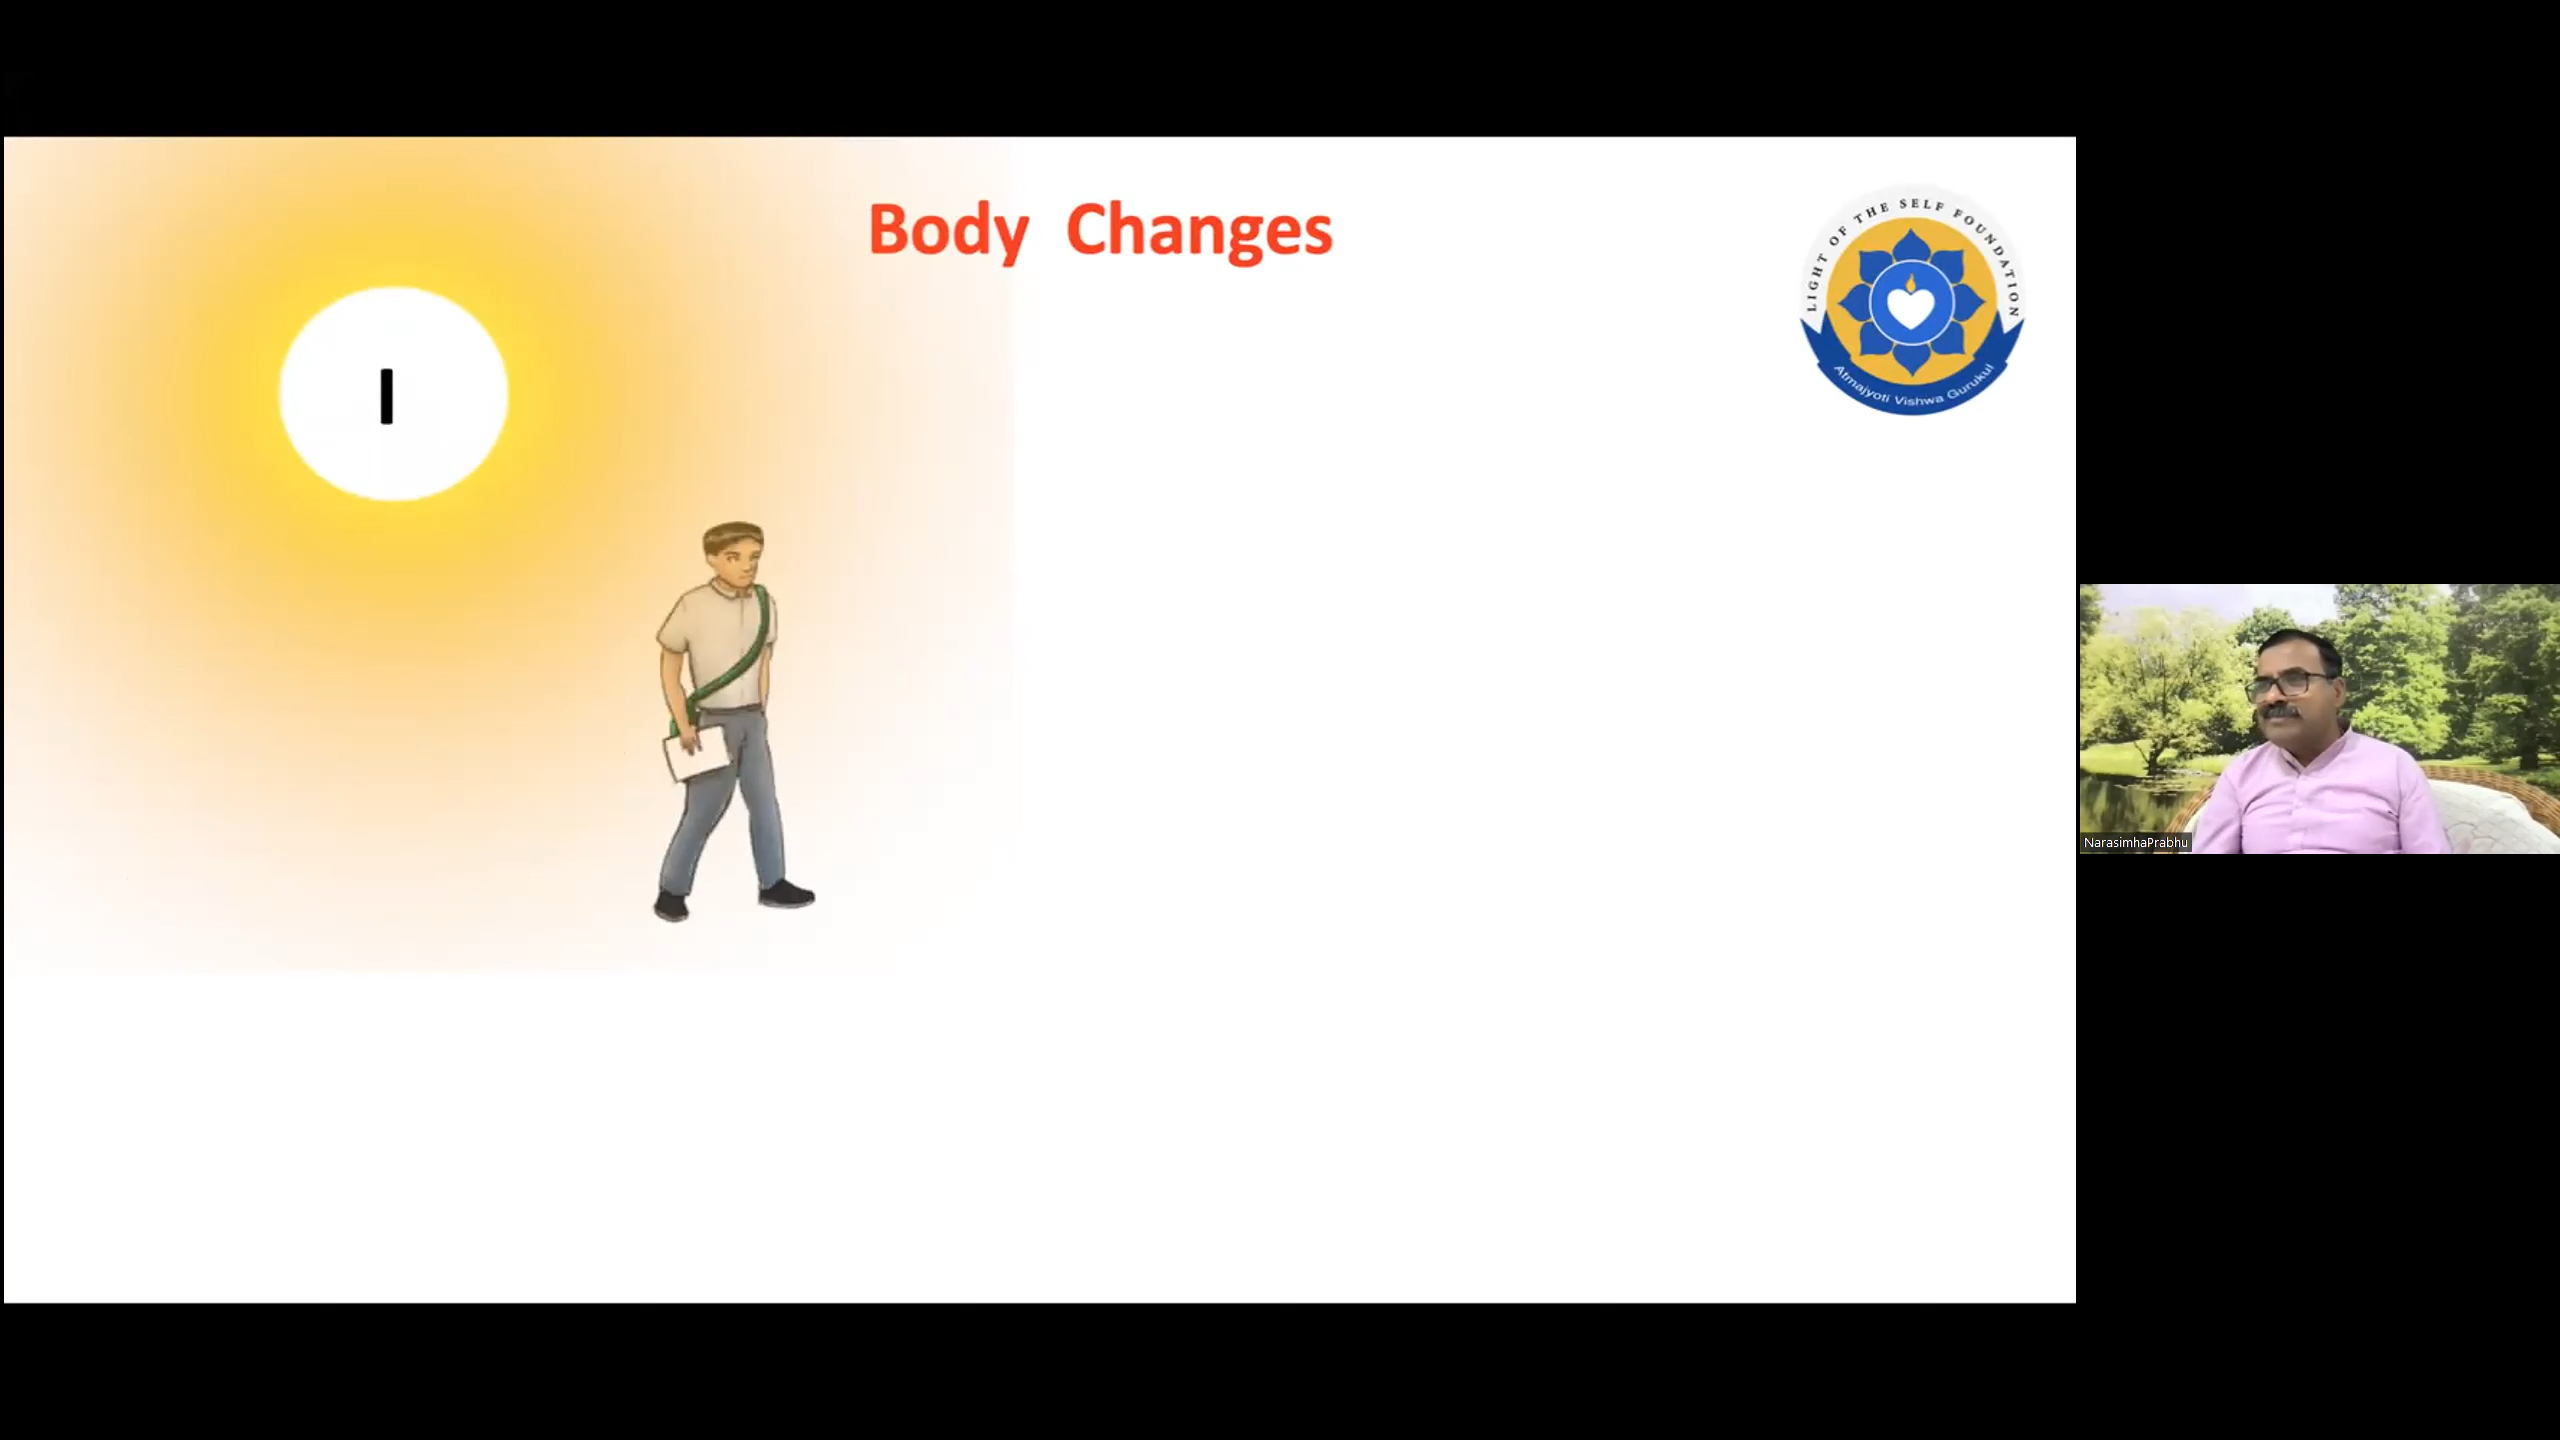 Body Changes
I
LIGHT OF THE SELF FOUNDATION
Atmajyoti Vishwa Gurukul
NarasimhaPrabhu